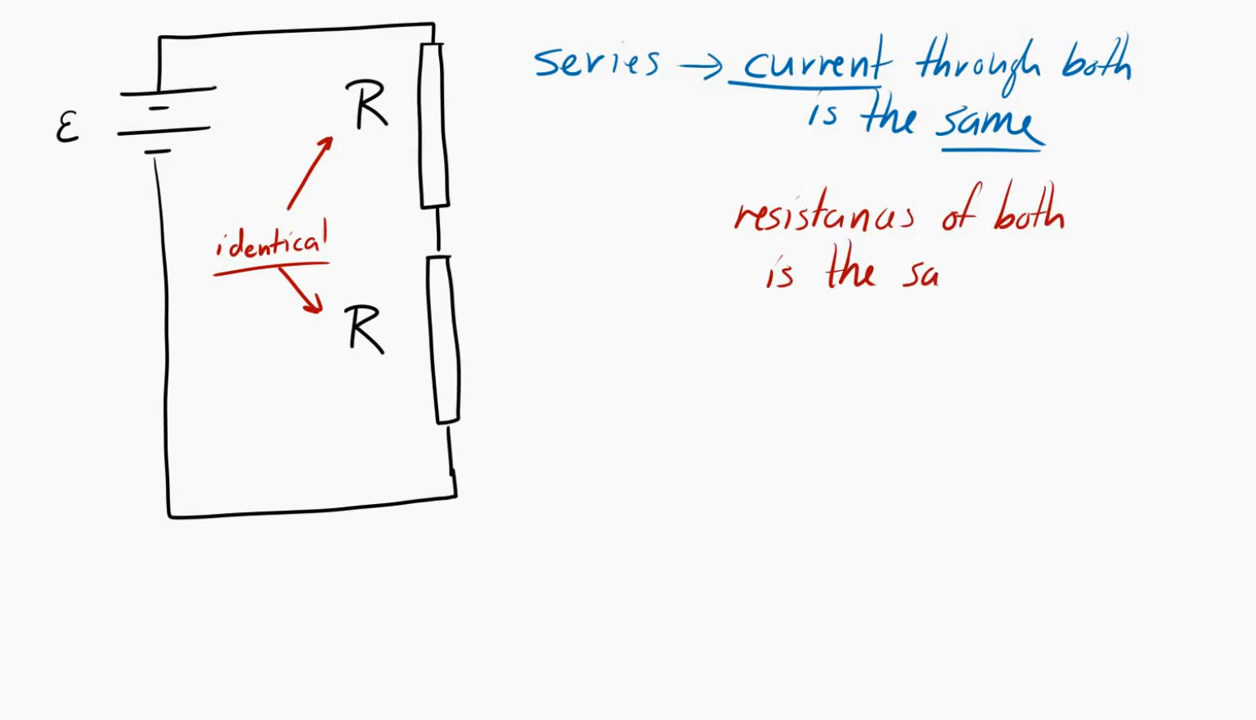 series → current through both
is the same
ε
R
identical
R
resistances of both
is the sa